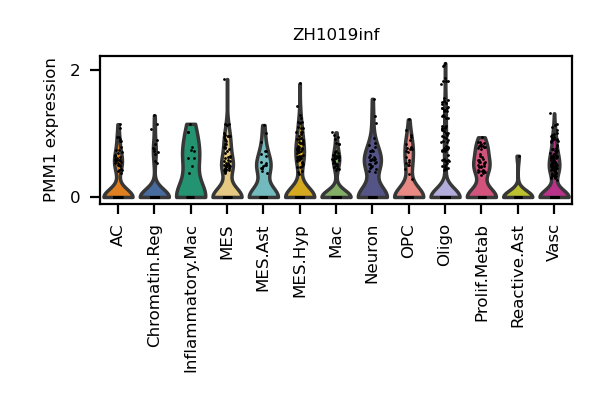 ZH1019inf
PMM1 expression
2
0
AC
Chromatin.Reg
Inflammatory.Mac
MES
MES.Ast
MES.Hyp
Mac
Neuron
OPC
Oligo
Prolif.Metab
Reactive.Ast
Vasc